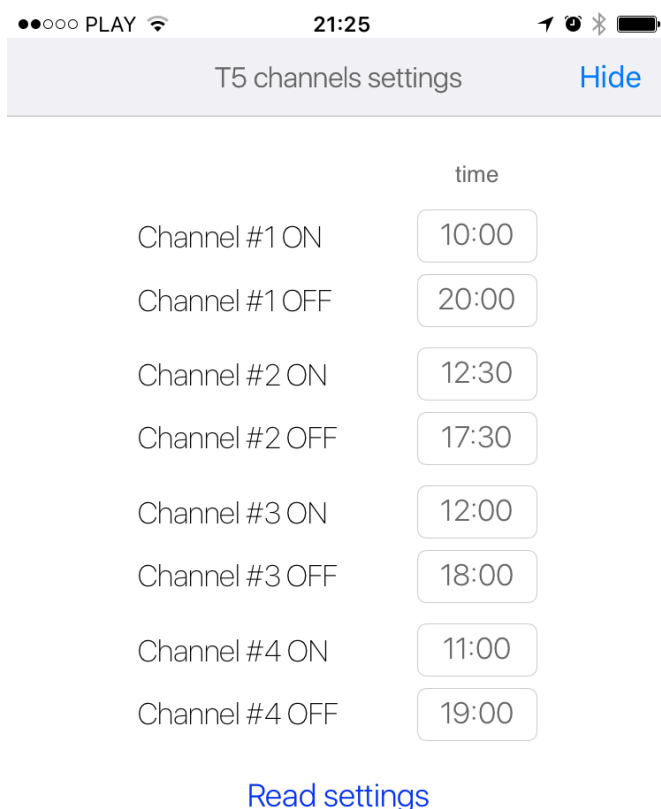 PLAY 21:25
T5 channels settings Hide
time
Channel #1 ON 10:00
Channel #1 OFF 20:00
Channel #2 ON 12:30
Channel #2 OFF 17:30
Channel #3 ON 12:00
Channel #3 OFF 18:00
Channel #4 ON 11:00
Channel #4 OFF 19:00
Read settings